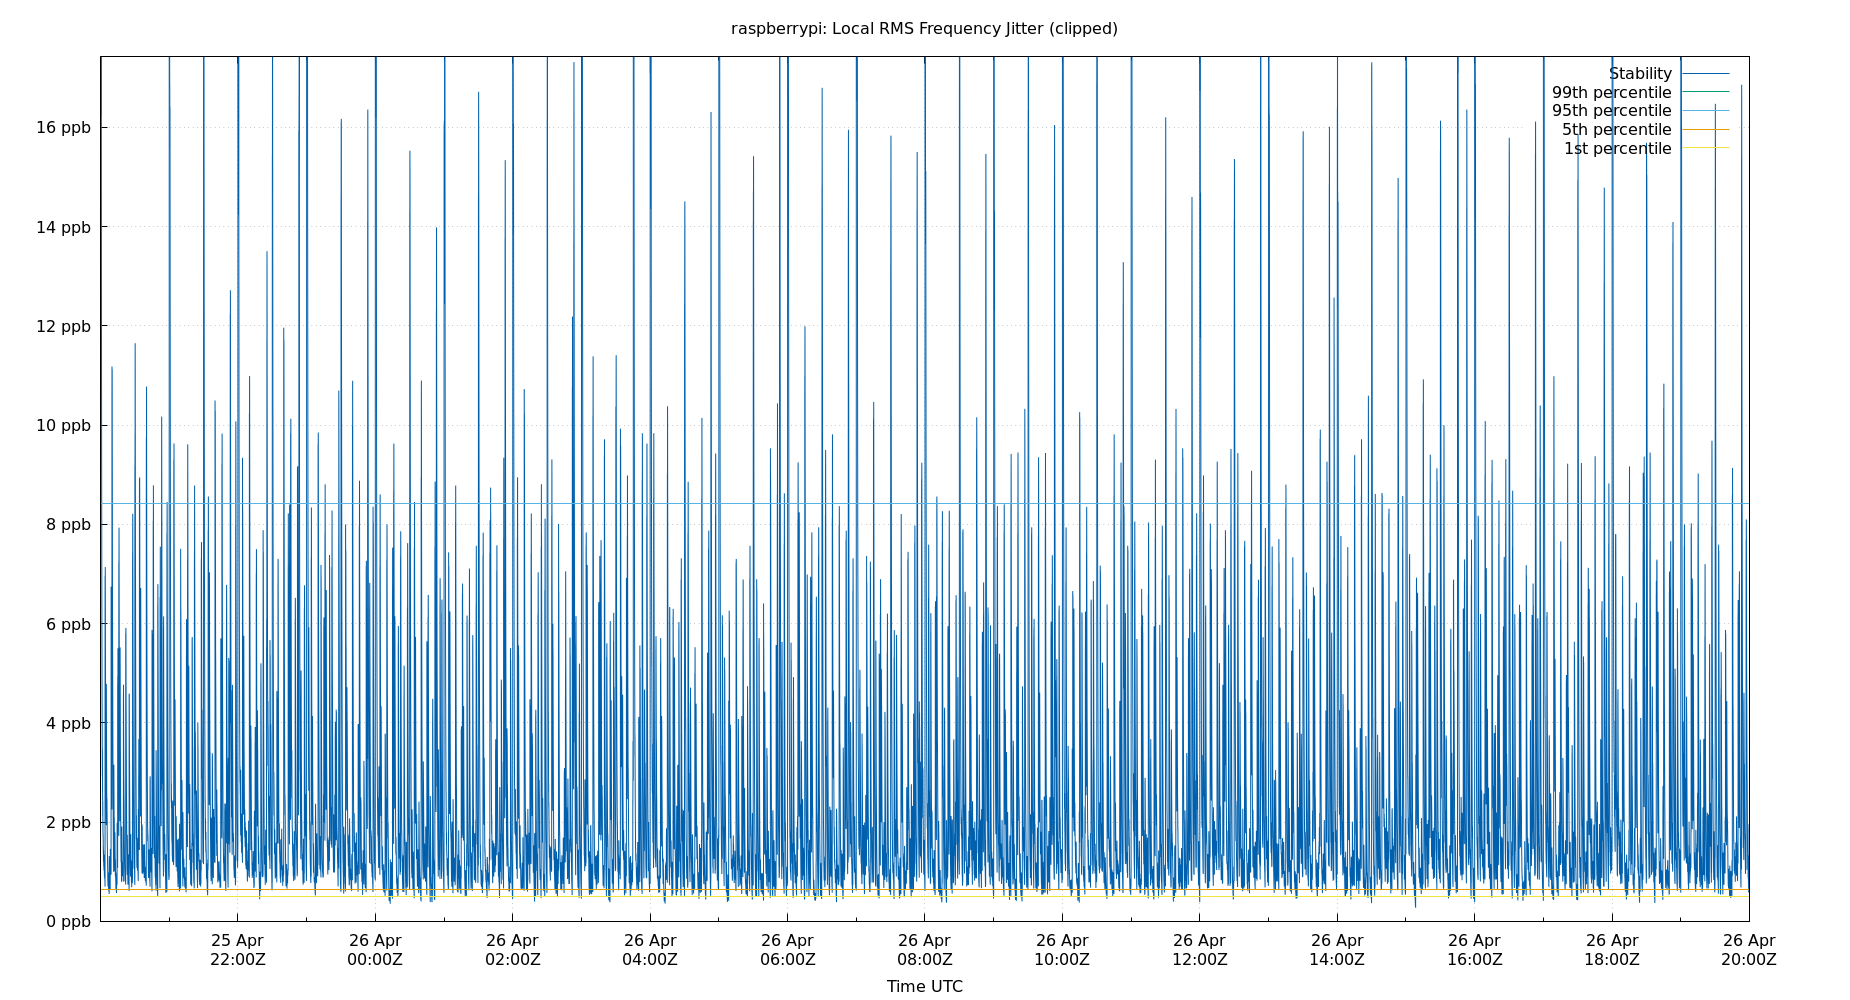 raspberrypi: Local RMS Frequency Jitter (clipped)
Stability
99th percentile
95th percentile
5th percentile
1st percentile
16 ppb
14 ppb
12 ppb
10 ppb
8 ppb
6 ppb
4 ppb
2 ppb
0 ppb
25 Apr 26 Apr 26 Apr 26 Apr 26 Apr 26 Apr 26 Apr 26 Apr 26 Apr 26 Apr 26 Apr 26 Apr
22:00Z 00:00Z 02:00Z 04:00Z 06:00Z 08:00Z 10:00Z 12:00Z 14:00Z 16:00Z 18:00Z 20:00Z
Time UTC